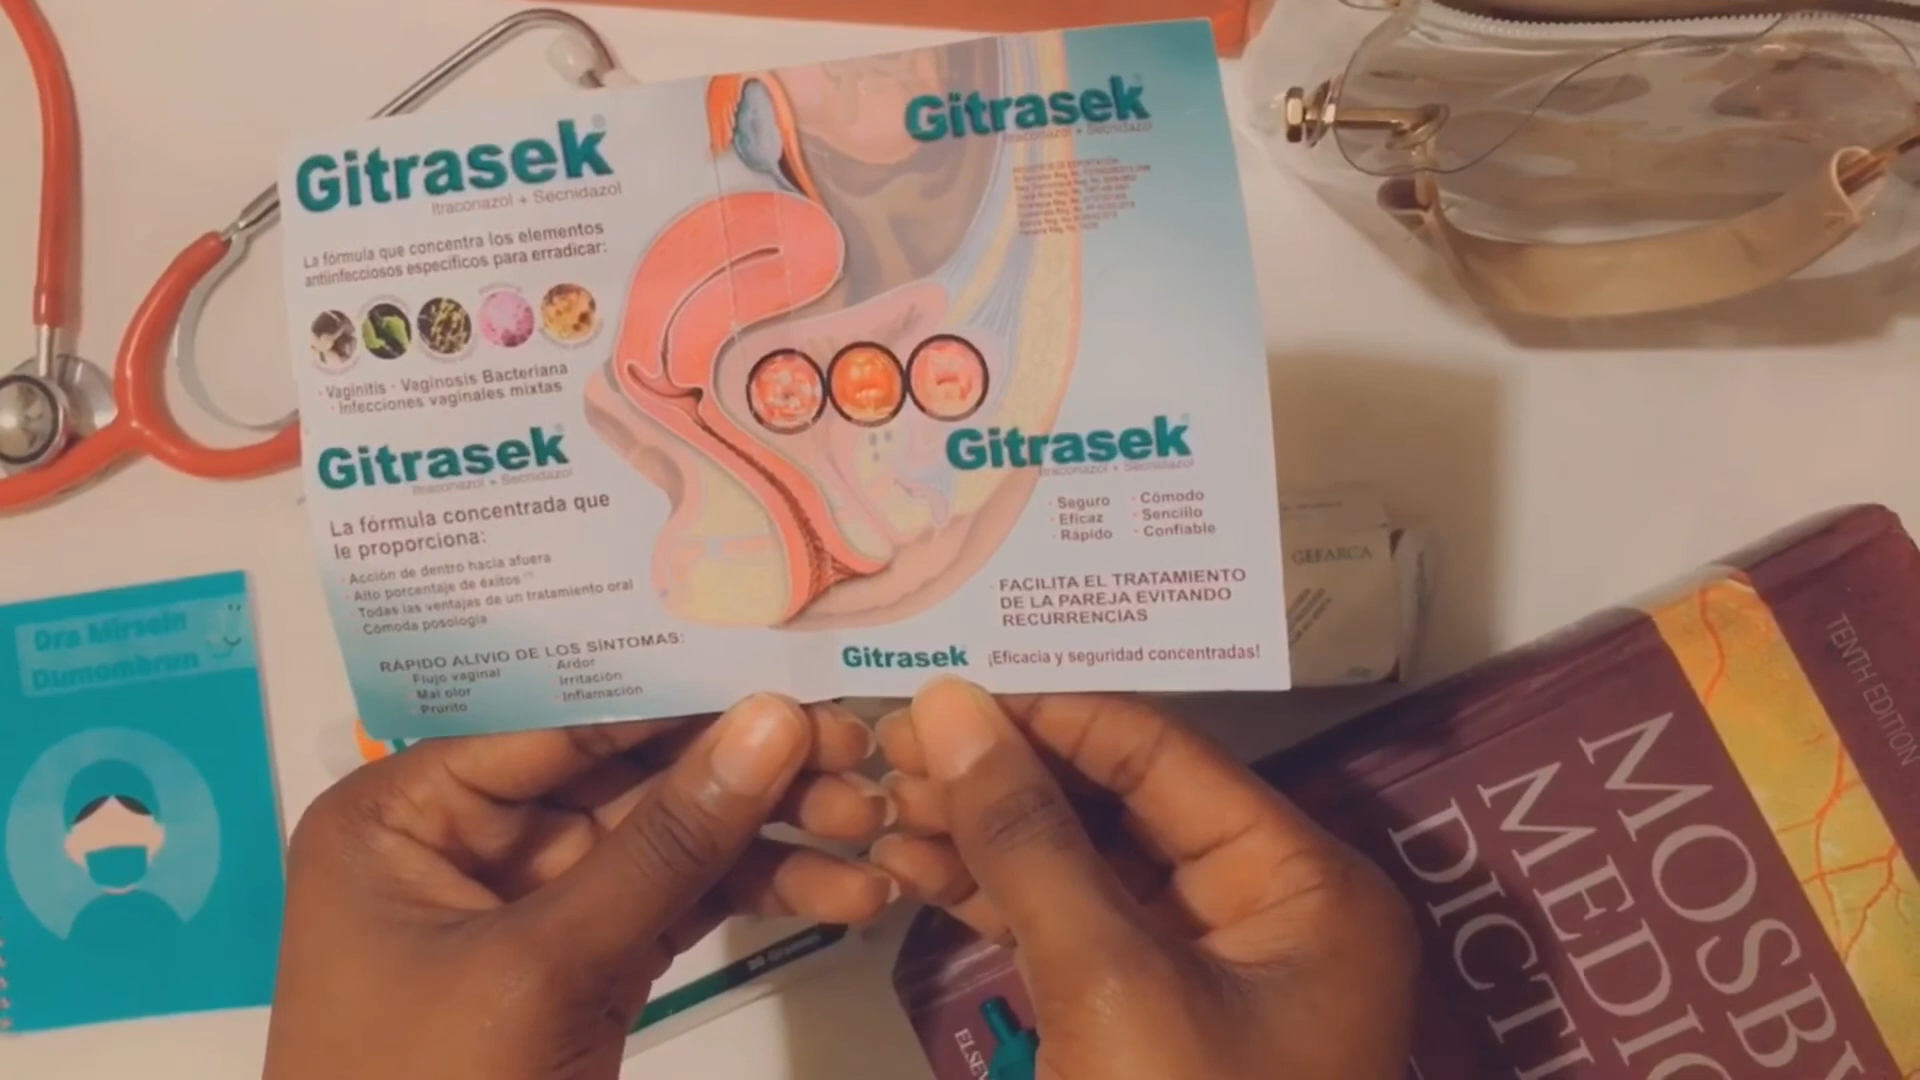 Gitrasek
Itraconazol + Secnidazol
La fórmula que concentra los elementos
antiinfecciosos específicos para erradicar:
· Vaginitis · Vaginosis Bacteriana
· Infecciones vaginales mixtas
Gitrasek
Itraconazol + Secnidazol
La fórmula concentrada que
le proporciona:
· Acción de dentro hacia afuera
· Alto porcentaje de éxitos
· Todas las ventajas de un tratamiento oral
· Cómoda posología
RÁPIDO ALIVIO DE LOS SÍNTOMAS:
Flujo vaginal
· Mal olor
· Prurito
· Ardor
· Irritación
· Inflamación
Gitrasek
Itraconazol + Secnidazol
Gitrasek
Itraconazol + Secnidazol
· Seguro
· Eficaz
· Rápido
· Cómodo
· Sencillo
· Confiable
· FACILITA EL TRATAMIENTO
DE LA PAREJA EVITANDO
RECURRENCIAS
Gitrasek ¡Eficacia y seguridad concentradas!
GEFARCA
Dra Mirsein
TENTH EDITION
MOSBY
MEDIC
DICTI
ELSEV